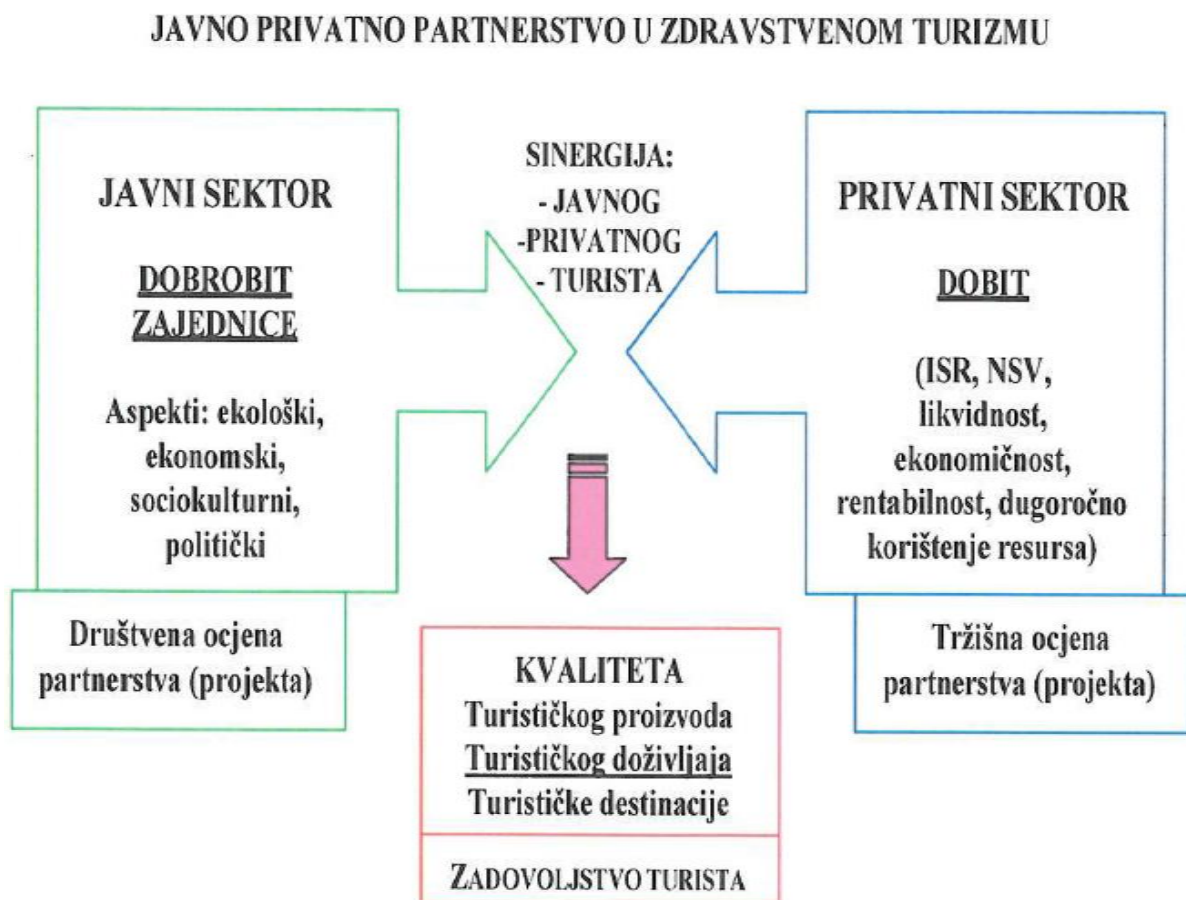 JAVNO PRIVATNO PARTNERSTVO U ZDRAVSTVENOM TURIZMU
JAVNI SEKTOR
DOBROBIT
ZAJEDNICE
Aspekti: ekološki,
ekonomski,
sociokulturni,
politički
Društvena ocjena
partnerstva (projekta)
SINERGIJA:
- JAVNOG
-PRIVATNOG
- TURISTA
PRIVATNI SEKTOR
DOBIT
(ISR, NSV,
likvidnost,
ekonomičnost,
rentabilnost, dugoročno
korištenje resursa)
Tržišna ocjena
partnerstva (projekta)
KVALITETA
Turističkog proizvoda
Turističkog doživljaja
Turističke destinacije
ZADOVOLJSTVO TURISTA